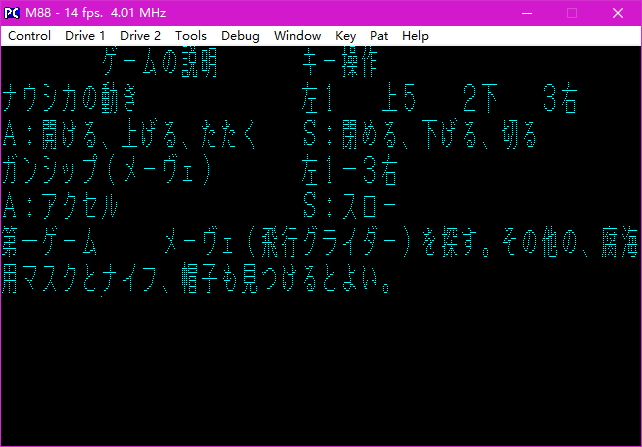 M88 - 14 fps. 4.01 MHz
Control Drive 1 Drive 2 Tools Debug Window Key Pat Help
ゲームの説明 キー操作
ナウシカの動き 左1 上5 2下 3右
A:開ける、上げる、たたく S:閉める、下げる、切る
ガンシップ(メーヴェ) 左1-3右
A:アクセル S:スロー
第一ゲーム メーヴェ(飛行グライダー)を探す。その他の、腐海
用マスクとナイフ、帽子も見つけるとよい。